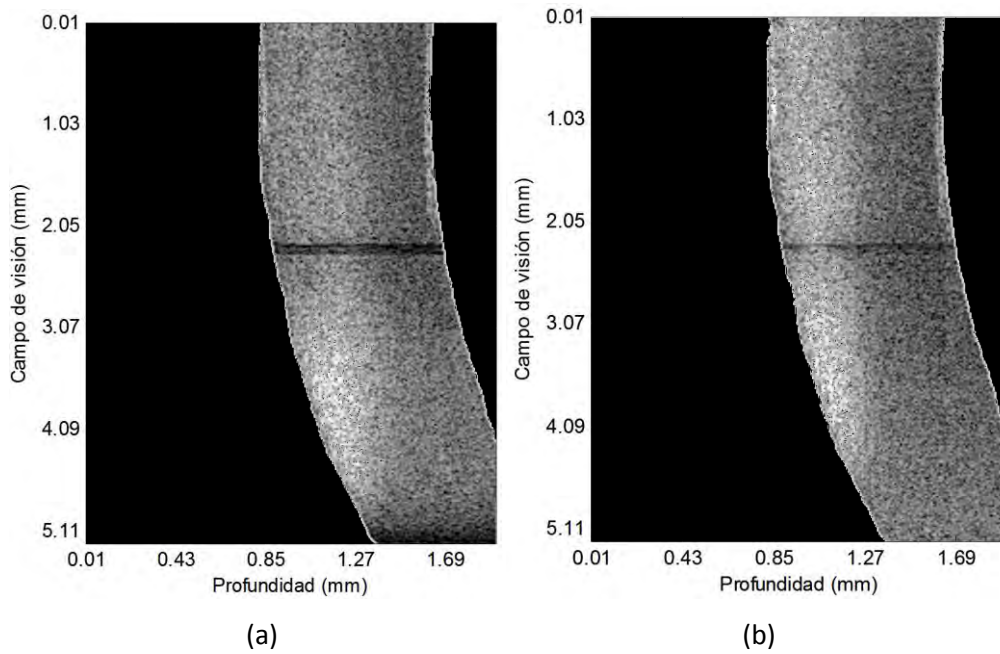 0.01
1.03
2.05
3.07
4.09
5.11
Campo de visión (mm)
0.01 0.43 0.85 1.27 1.69
Profundidad (mm)
(a)
0.01
1.03
2.05
3.07
4.09
5.11
Campo de visión (mm)
0.01 0.43 0.85 1.27 1.69
Profundidad (mm)
(b)